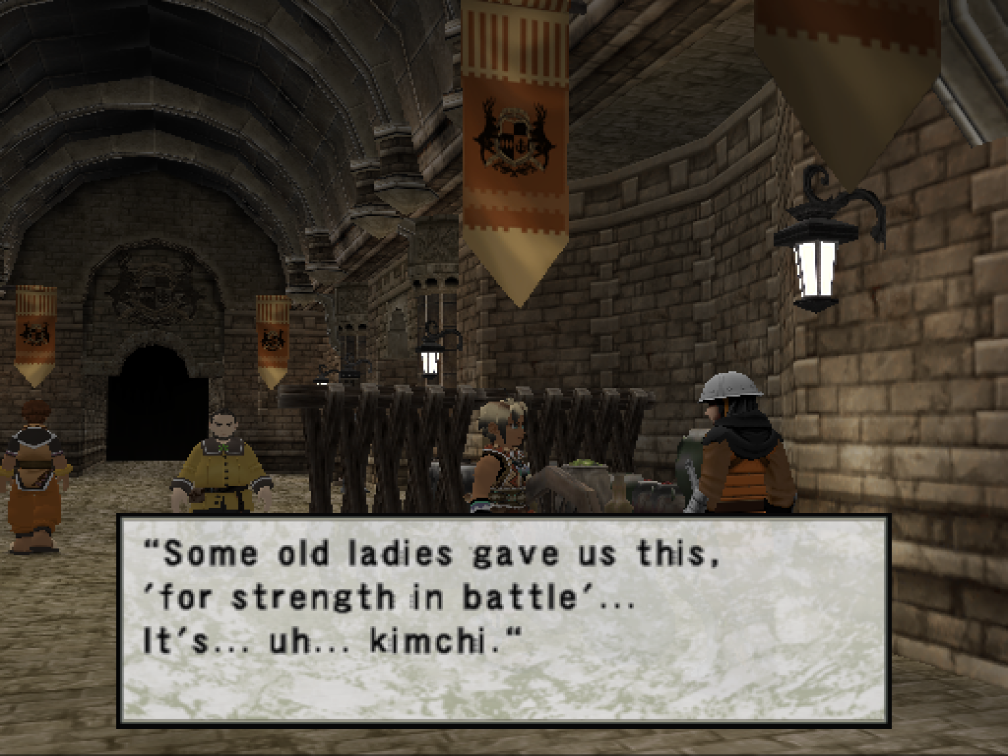 “Some old ladies gave us this,
‘for strength in battle’...
It's... uh... kimchi.“